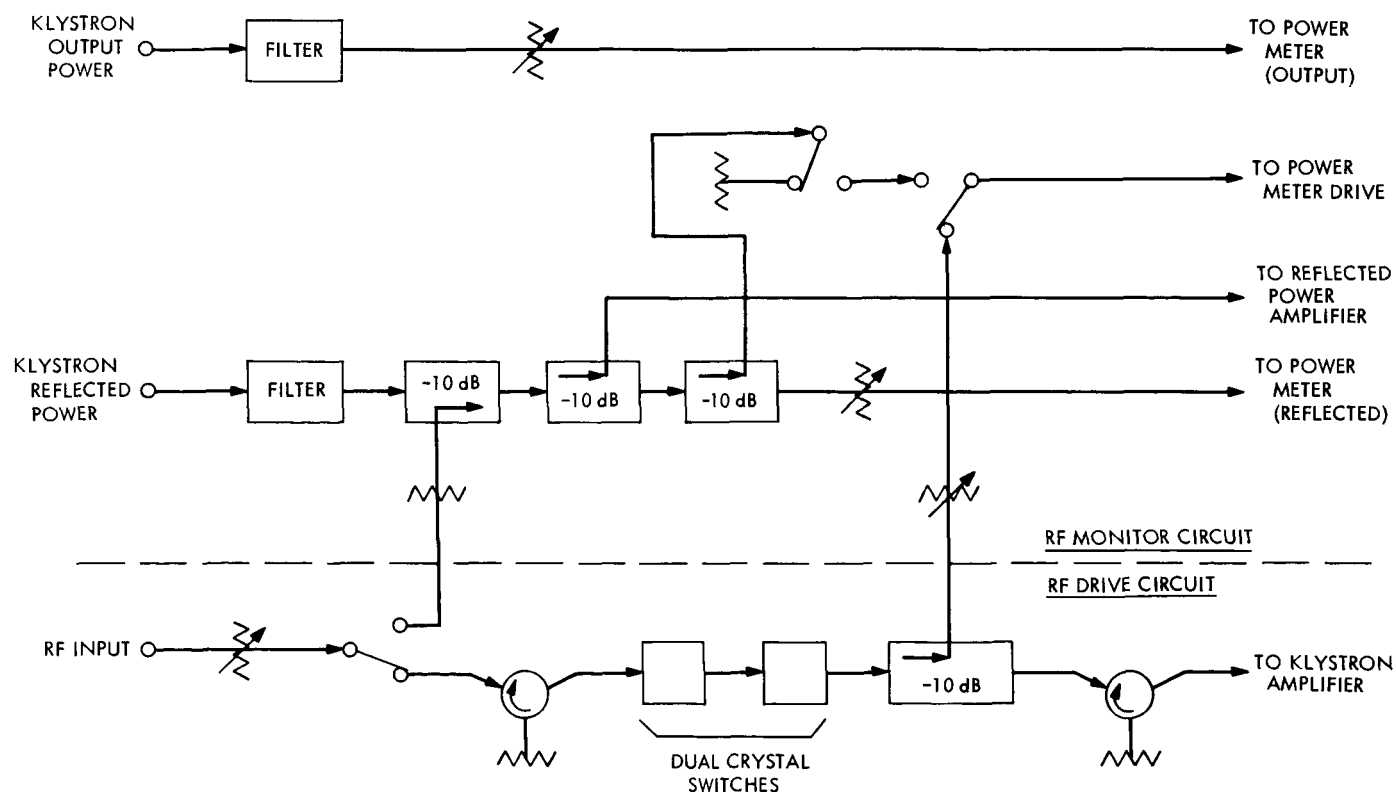 KLYSTRON
OUTPUT
POWER
FILTER
TO POWER
METER
(OUTPUT)
TO POWER
METER DRIVE
TO REFLECTED
POWER
AMPLIFIER
KLYSTRON
REFLECTED
POWER
FILTER
-10 dB
-10 dB
-10 dB
TO POWER
METER
(REFLECTED)
RF MONITOR CIRCUIT
RF DRIVE CIRCUIT
RF INPUT
-10 dB
TO KLYSTRON
AMPLIFIER
DUAL CRYSTAL
SWITCHES